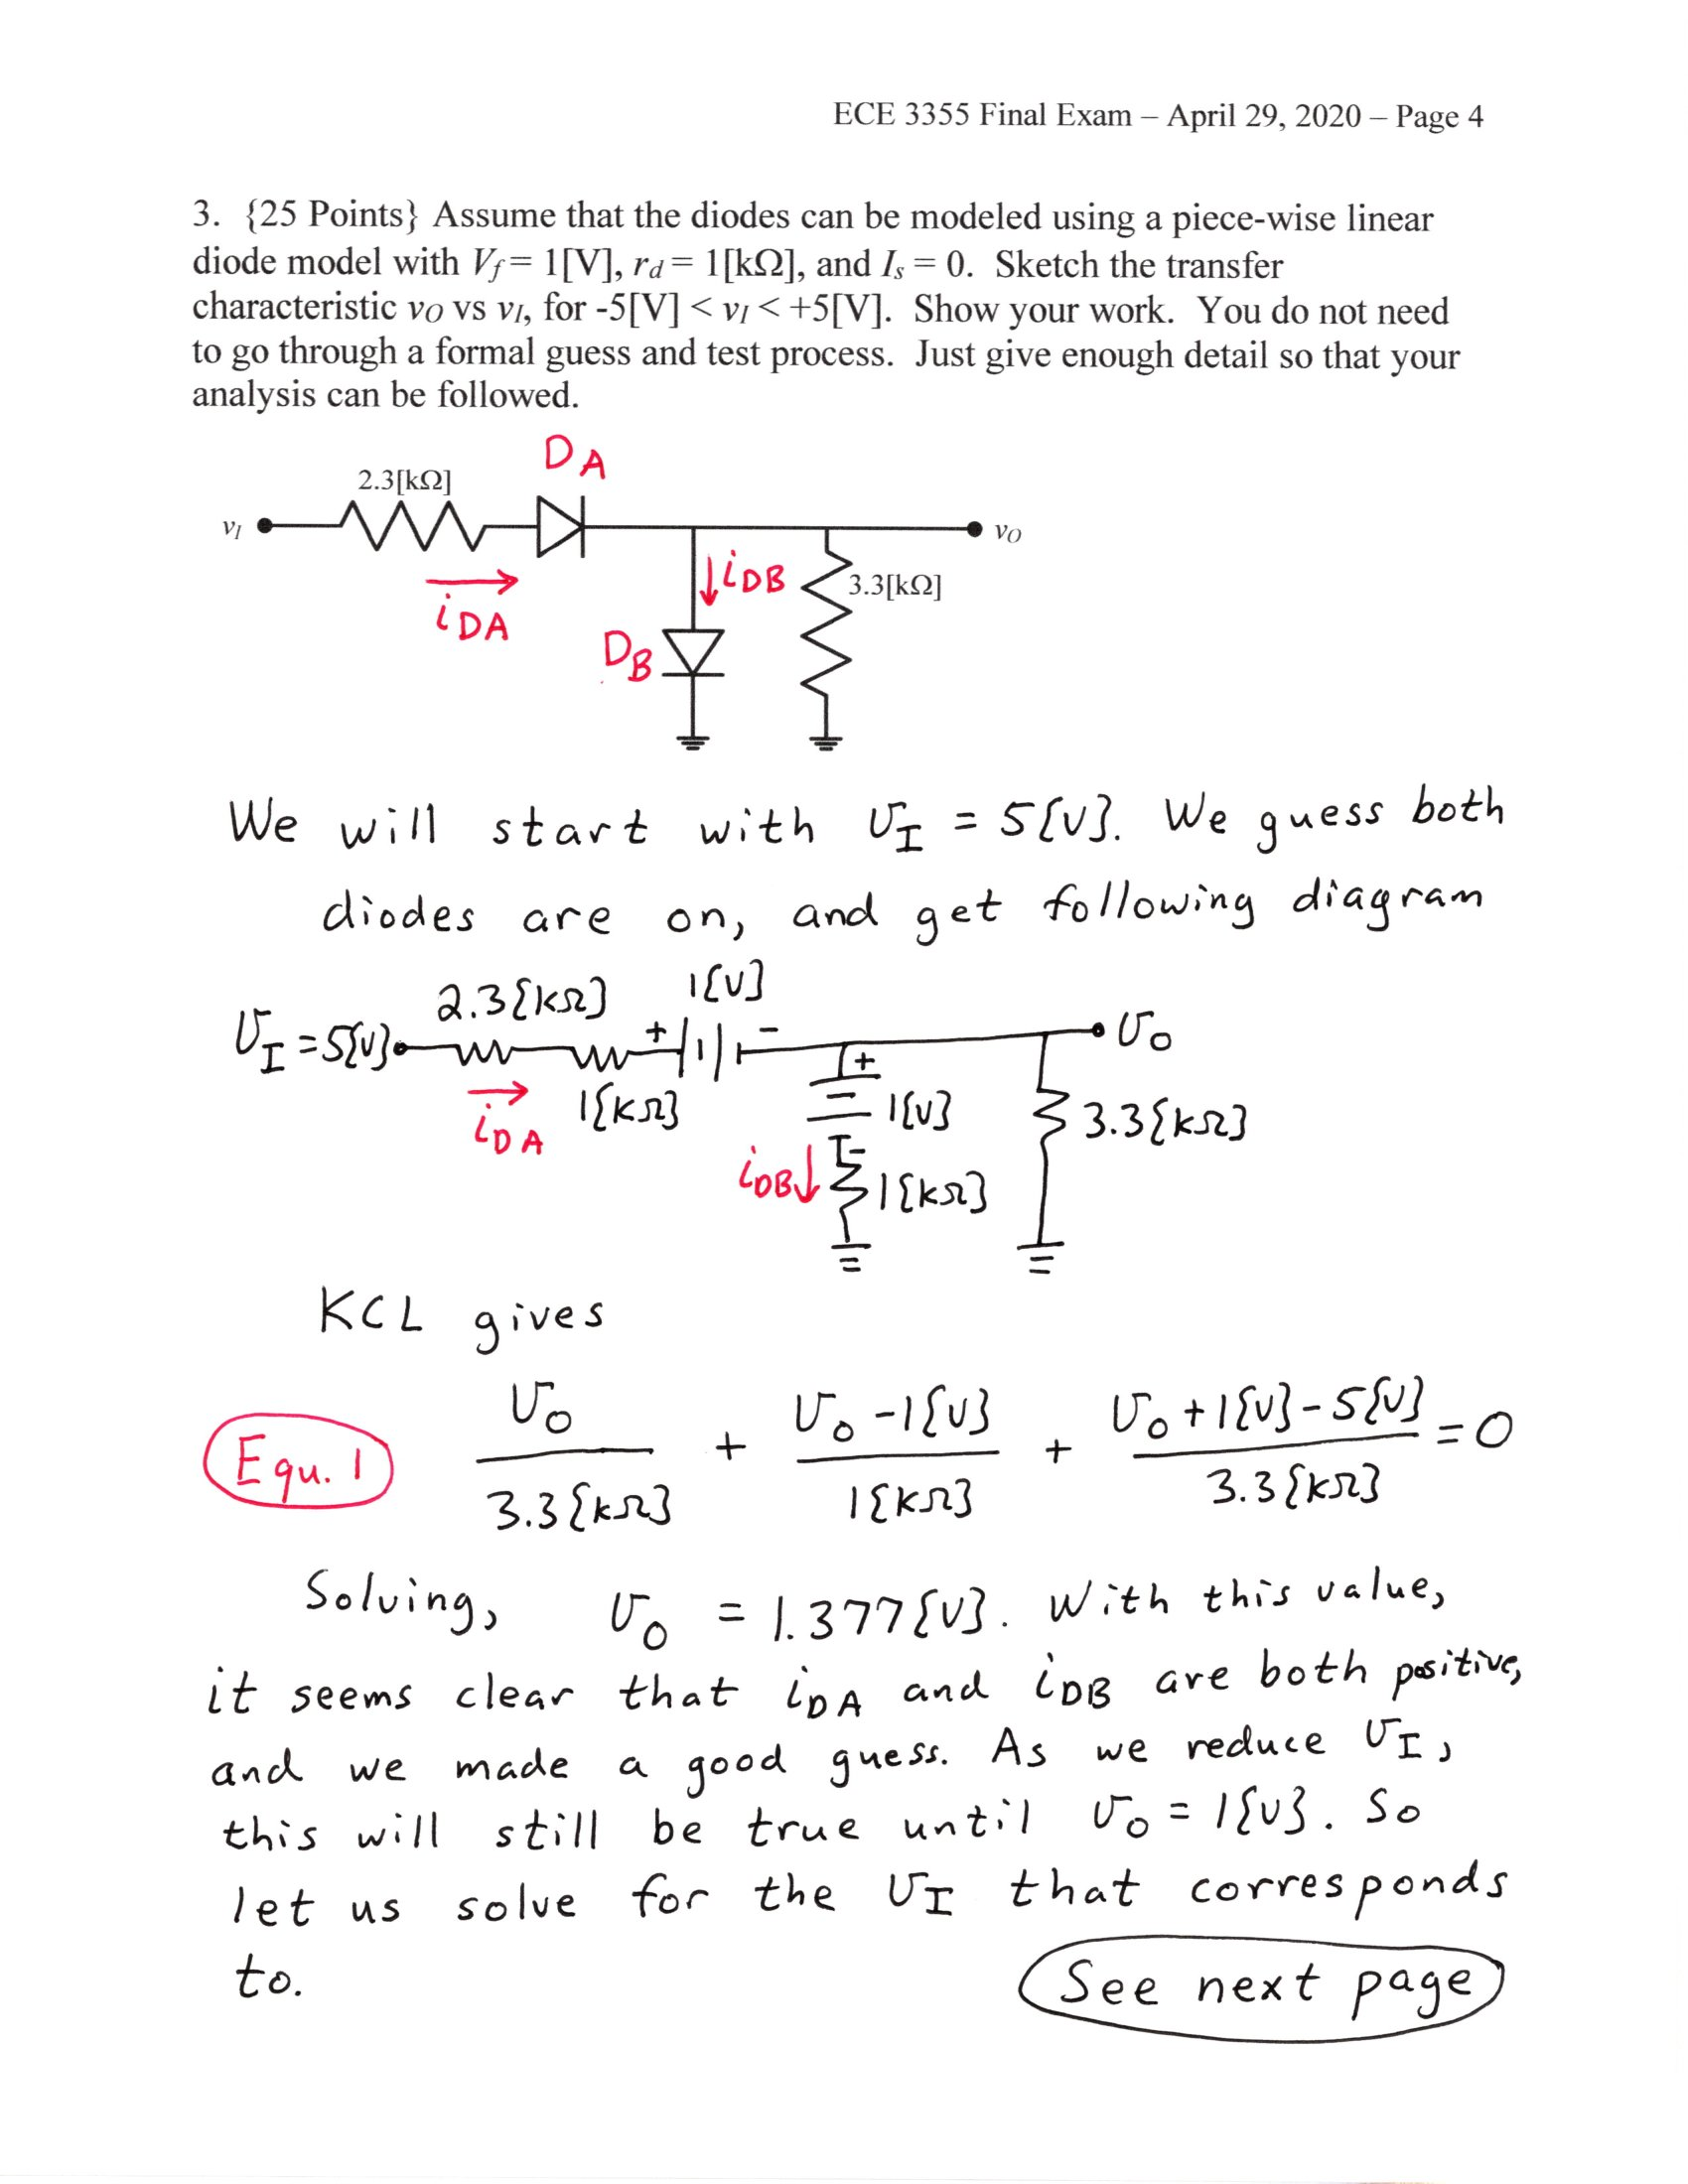 ECE 3355 Final Exam – April 29, 2020 – Page 4
3. {25 Points} Assume that the diodes can be modeled using a piece-wise linear
diode model with Vf = 1[V], rd = 1[kΩ], and Is = 0. Sketch the transfer
characteristic vO vs vI, for -5[V] < vI < +5[V]. Show your work. You do not need
to go through a formal guess and test process. Just give enough detail so that your
analysis can be followed.
DA
2.3[kΩ]
vI
vO
iDB
3.3[kΩ]
iDA
DB
We will start with VI = 5[V]. We guess both
diodes are on, and get following diagram
2.3[kΩ] 1[V]
VI = 5[V] + - VO
+
iDA 1[kΩ] 1[V] 3.3[kΩ]
-
iDB 1[kΩ]
KCL gives
Equ. 1 VO / 3.3[kΩ] + VO - 1[V] / 1[kΩ] + VO + 1[V] - 5[V] / 3.3[kΩ] = 0
Solving, VO = 1.377[V]. With this value,
it seems clear that iDA and iDB are both positive,
and we made a good guess. As we reduce VI,
this will still be true until VO = 1[V]. So
let us solve for the VI that corresponds
to.
See next page